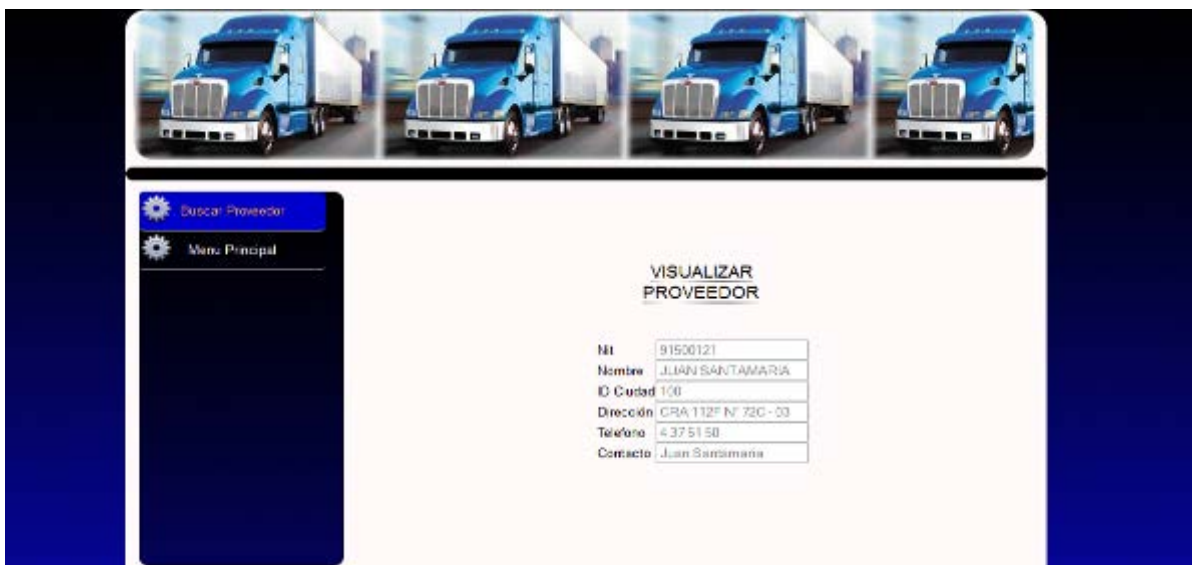 Buscar Proveedor
Menu Principal
VISUALIZAR
PROVEEDOR
Nit 91500121
Nombre JUAN SANTAMARIA
ID Ciudad 100
Dirección CRA 112F N° 72C - 03
Telefono 4 37 51 50
Contacto Juan Santamaria